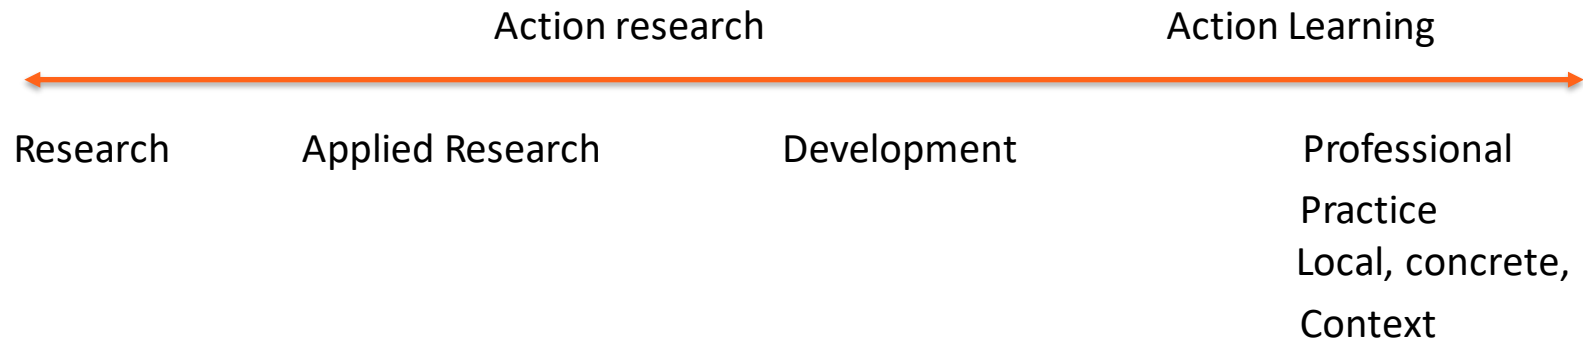 Action research Action Learning
Research Applied Research Development Professional
Practice
Local, concrete,
Context